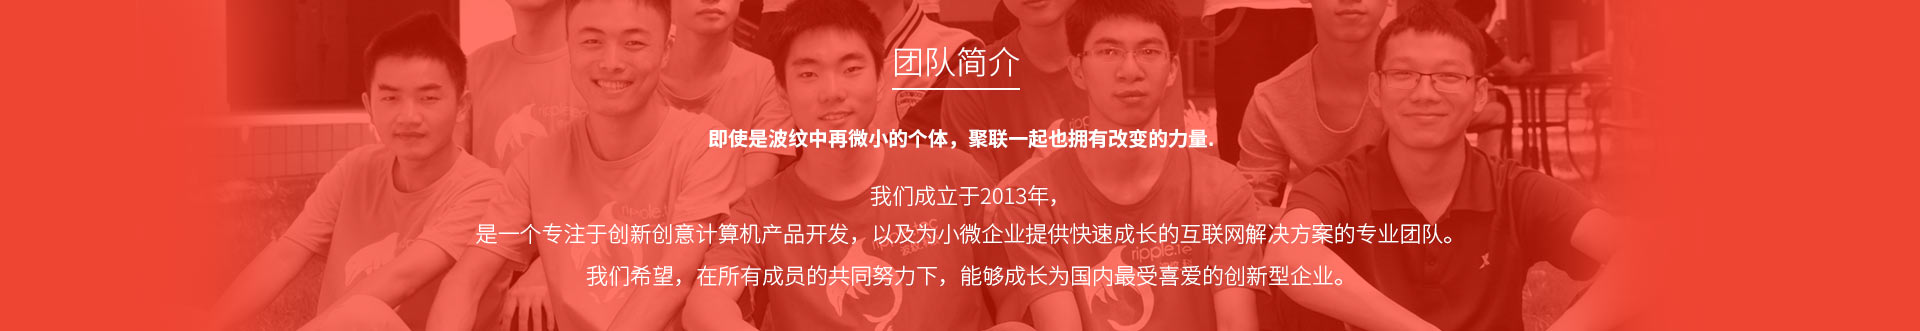 团队简介
即使是波纹中再微小的个体，聚联一起也拥有改变的力量.
我们成立于2013年，
是一个专注于创新创意计算机产品开发，以及为小微企业提供快速成长的互联网解决方案的专业团队。
我们希望，在所有成员的共同努力下，能够成长为国内最受喜爱的创新型企业。
ripple
ripple.te
ripple.te